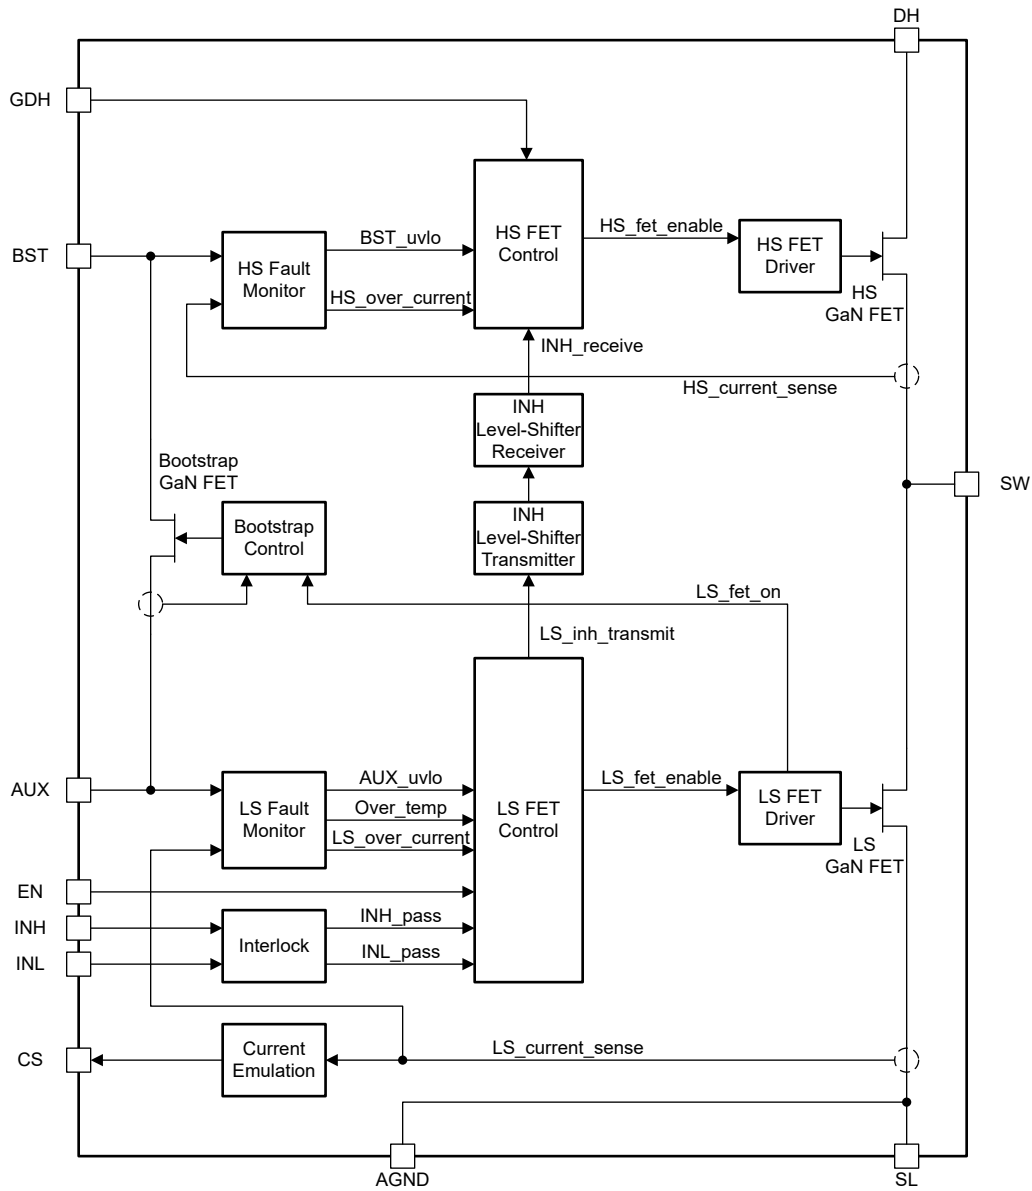 DH
GDH
BST
BST_uvlo
HS Fault
Monitor
HS_over_current
HS FET
Control
HS_fet_enable
HS FET
Driver
HS
GaN FET
INH_receive
HS_current_sense
INH
Level-Shifter
Receiver
SW
Bootstrap
GaN FET
Bootstrap
Control
INH
Level-Shifter
Transmitter
LS_fet_on
LS_inh_transmit
AUX
LS Fault
Monitor
AUX_uvlo
Over_temp
LS_over_current
LS FET
Control
LS_fet_enable
LS FET
Driver
LS
GaN FET
EN
INH
INL
Interlock
INH_pass
INL_pass
CS
Current
Emulation
LS_current_sense
AGND
SL